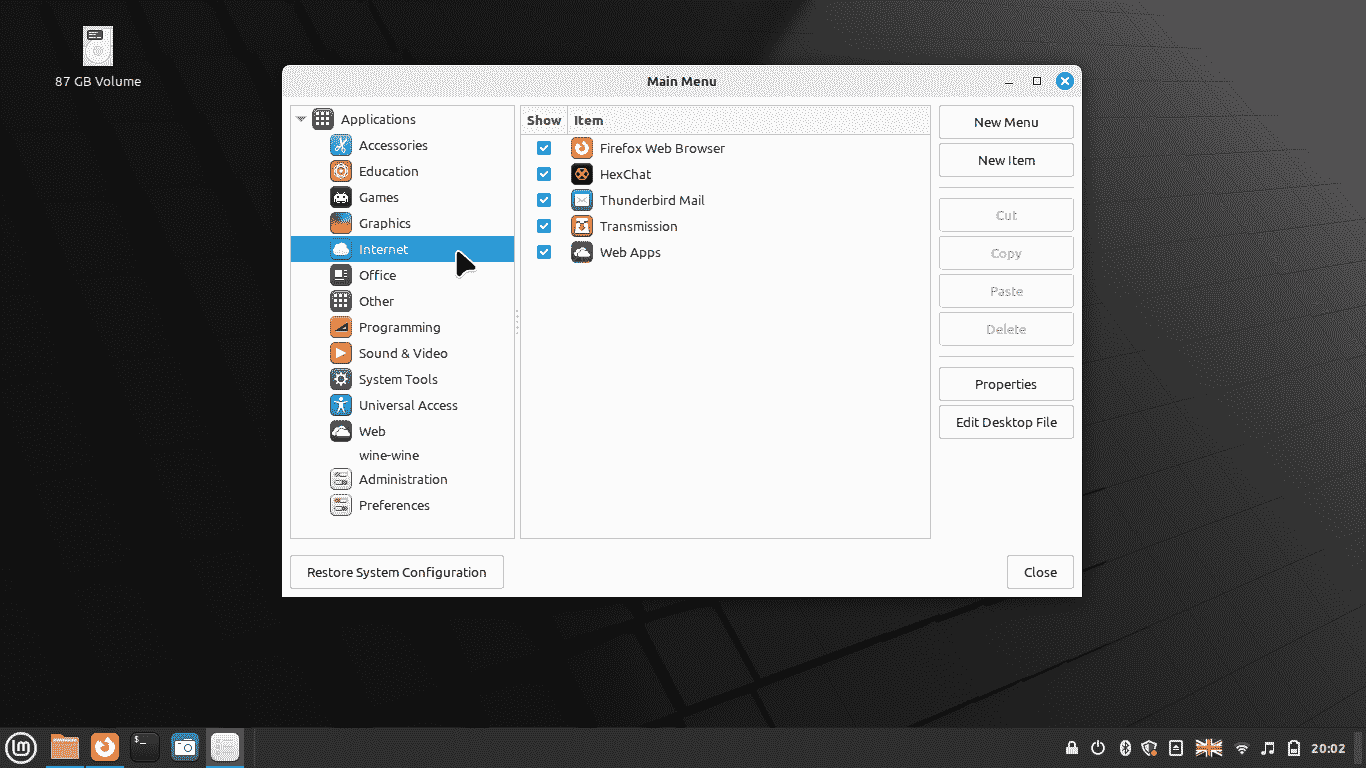 87 GB Volume
Main Menu
Applications
Accessories
Education
Games
Graphics
Internet
Office
Other
Programming
Sound & Video
System Tools
Universal Access
Web
wine-wine
Administration
Preferences
Show Item
Firefox Web Browser
HexChat
Thunderbird Mail
Transmission
Web Apps
New Menu
New Item
Cut
Copy
Paste
Delete
Properties
Edit Desktop File
Restore System Configuration
Close
$_
20:02